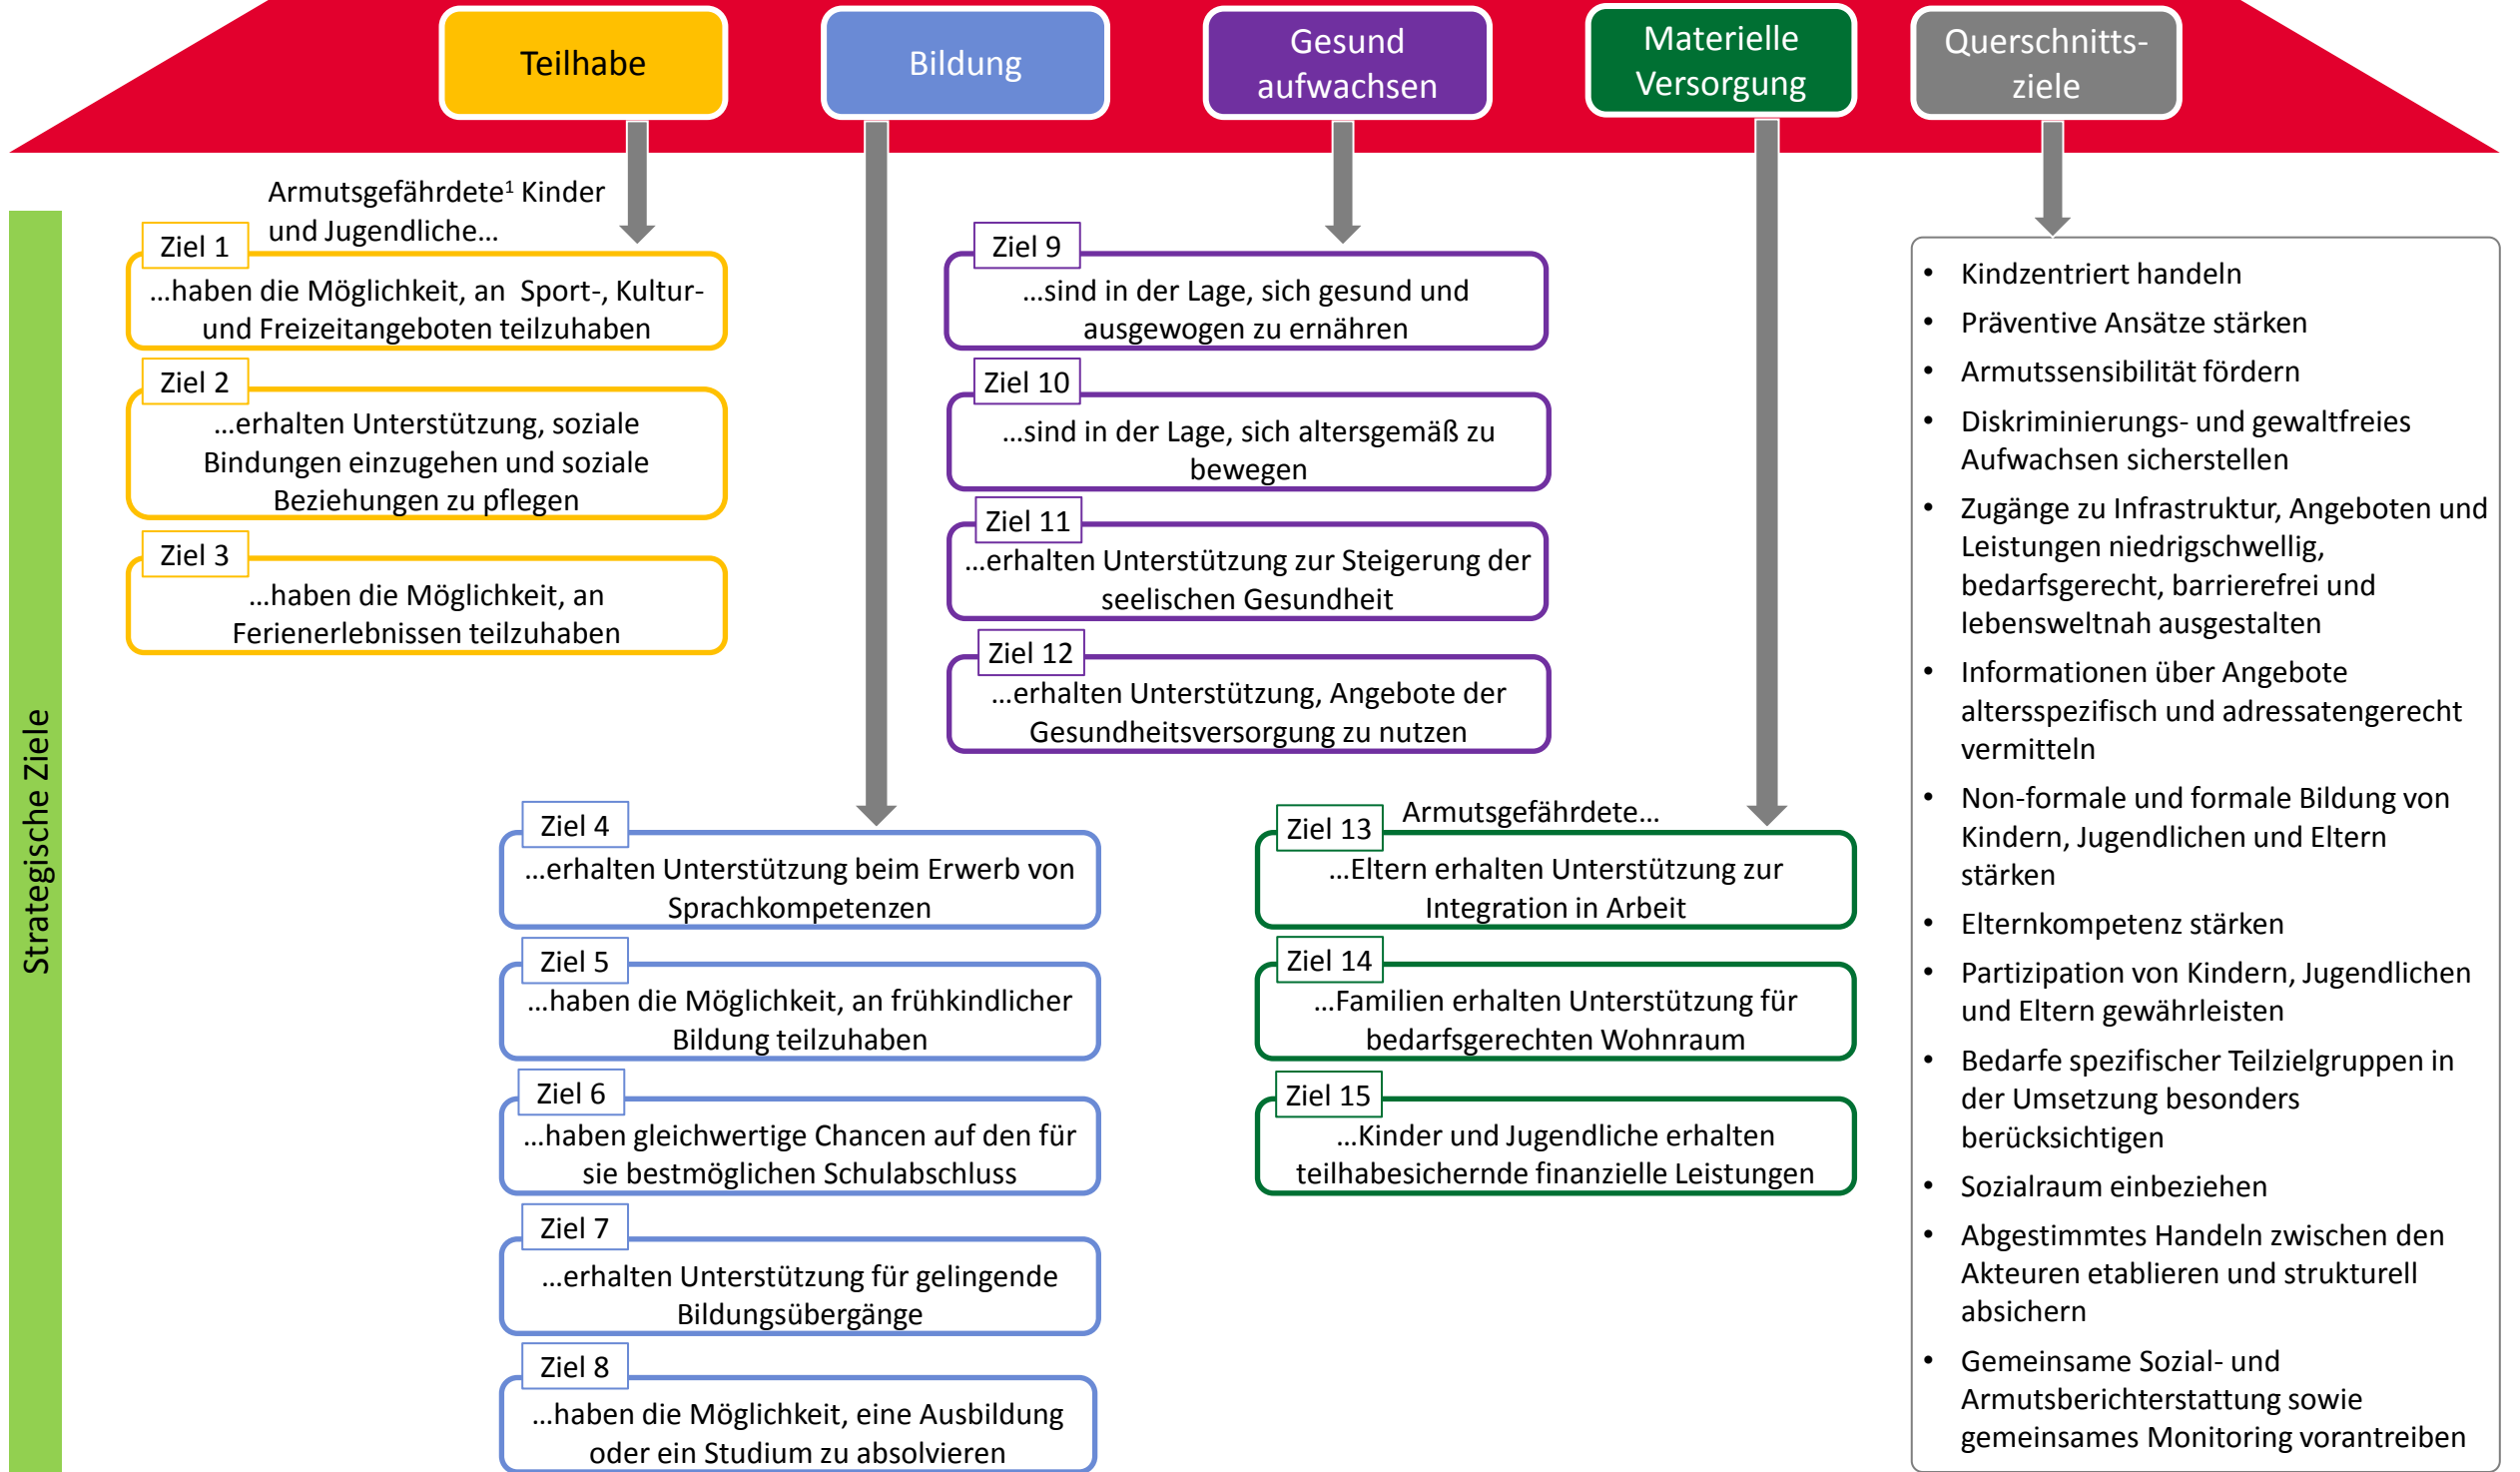 Teilhabe
Bildung
Gesund
aufwachsen
Materielle
Versorgung
Querschnitts-
ziele
Strategische Ziele
Armutsgefährdete¹ Kinder
und Jugendliche...
Ziel 1
...haben die Möglichkeit, an Sport-, Kultur-
und Freizeitangeboten teilzuhaben
Ziel 2
...erhalten Unterstützung, soziale
Bindungen einzugehen und soziale
Beziehungen zu pflegen
Ziel 3
...haben die Möglichkeit, an
Ferienerlebnissen teilzuhaben
Ziel 4
...erhalten Unterstützung beim Erwerb von
Sprachkompetenzen
Ziel 5
...haben die Möglichkeit, an frühkindlicher
Bildung teilzuhaben
Ziel 6
...haben gleichwertige Chancen auf den für
sie bestmöglichen Schulabschluss
Ziel 7
...erhalten Unterstützung für gelingende
Bildungsübergänge
Ziel 8
...haben die Möglichkeit, eine Ausbildung
oder ein Studium zu absolvieren
Ziel 9
...sind in der Lage, sich gesund und
ausgewogen zu ernähren
Ziel 10
...sind in der Lage, sich altersgemäß zu
bewegen
Ziel 11
...erhalten Unterstützung zur Steigerung der
seelischen Gesundheit
Ziel 12
...erhalten Unterstützung, Angebote der
Gesundheitsversorgung zu nutzen
Armutsgefährdete...
Ziel 13
...Eltern erhalten Unterstützung zur
Integration in Arbeit
Ziel 14
...Familien erhalten Unterstützung für
bedarfsgerechten Wohnraum
Ziel 15
...Kinder und Jugendliche erhalten
teilhabesichernde finanzielle Leistungen
• Kindzentriert handeln
• Präventive Ansätze stärken
• Armutssensibilität fördern
• Diskriminierungs- und gewaltfreies
Aufwachsen sicherstellen
• Zugänge zu Infrastruktur, Angeboten und
Leistungen niedrigschwellig,
bedarfsgerecht, barrierefrei und
lebensweltnah ausgestalten
• Informationen über Angebote
altersspezifisch und adressatengerecht
vermitteln
• Non-formale und formale Bildung von
Kindern, Jugendlichen und Eltern
stärken
• Elternkompetenz stärken
• Partizipation von Kindern, Jugendlichen
und Eltern gewährleisten
• Bedarfe spezifischer Teilzielgruppen in
der Umsetzung besonders
berücksichtigen
• Sozialraum einbeziehen
• Abgestimmtes Handeln zwischen den
Akteuren etablieren und strukturell
absichern
• Gemeinsame Sozial- und
Armutsberichterstattung sowie
gemeinsames Monitoring vorantreiben